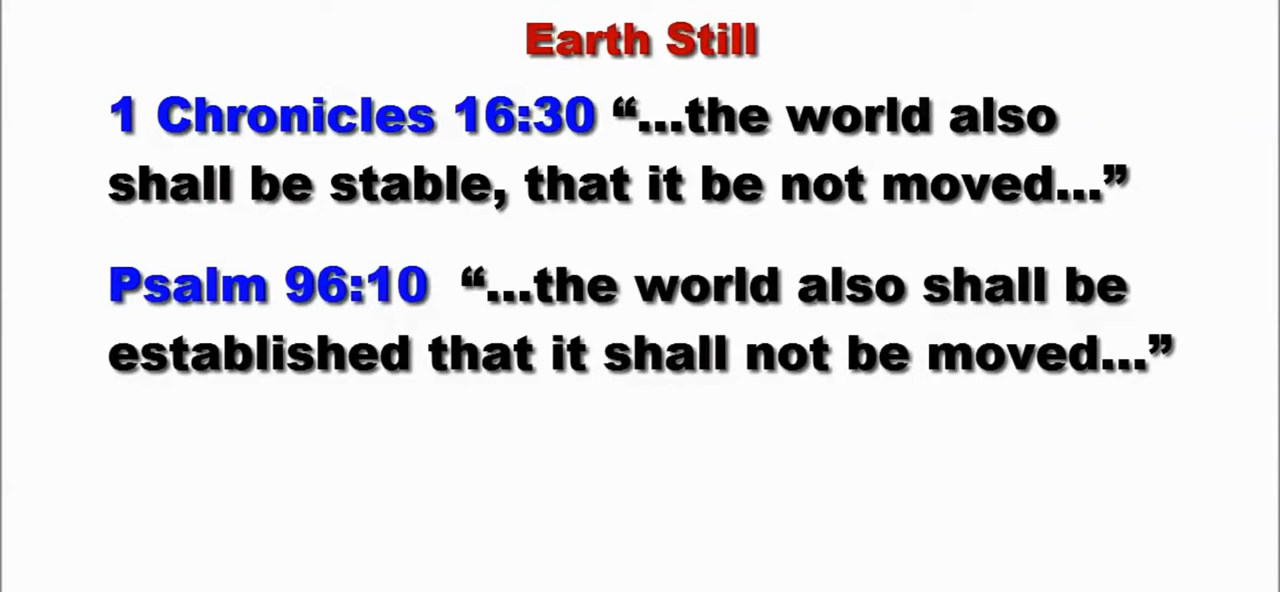 Earth Still
1 Chronicles 16:30 “...the world also
shall be stable, that it be not moved...”
Psalm 96:10 “...the world also shall be
established that it shall not be moved...”